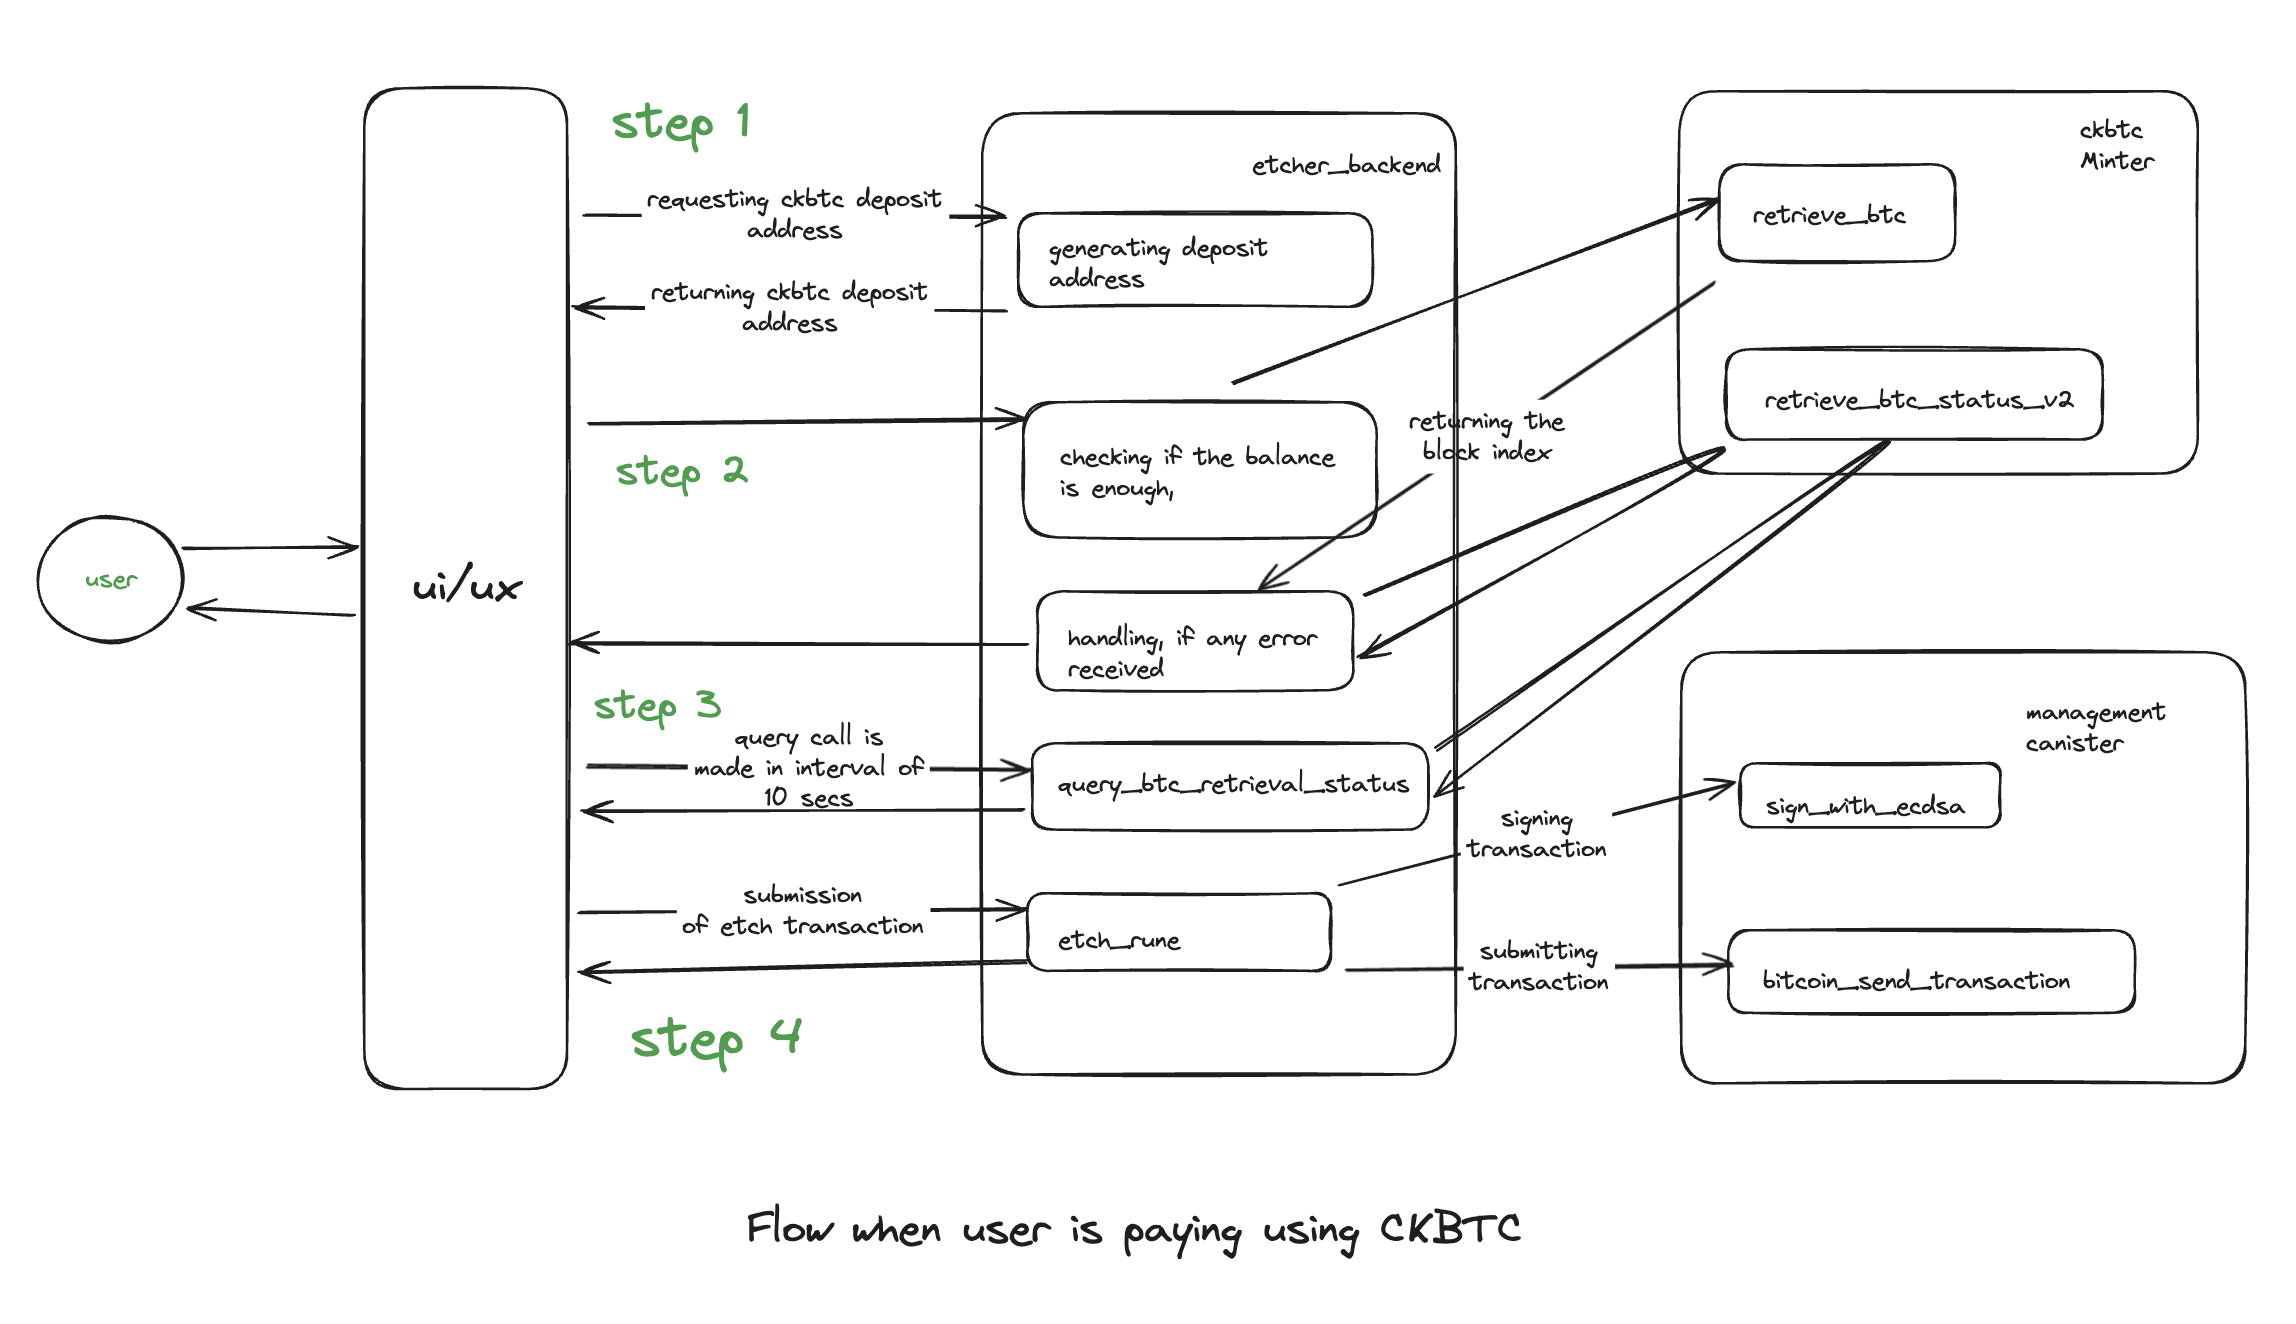 step 1
requesting ckbtc deposit
address
returning ckbtc deposit
address
step 2
user
ui/ux
step 3
query call is
made in interval of
10 secs
submission
of etch transaction
step 4
etcher_backend
generating deposit
address
checking if the balance
is enough,
handling, if any error
received
query_btc_retrieval_status
etch_rune
returning the
block index
signing
transaction
submitting
transaction
ckbtc
Minter
retrieve_btc
retrieve_btc_status_v2
management
canister
sign_with_ecdsa
bitcoin_send_transaction
Flow when user is paying using CKBTC